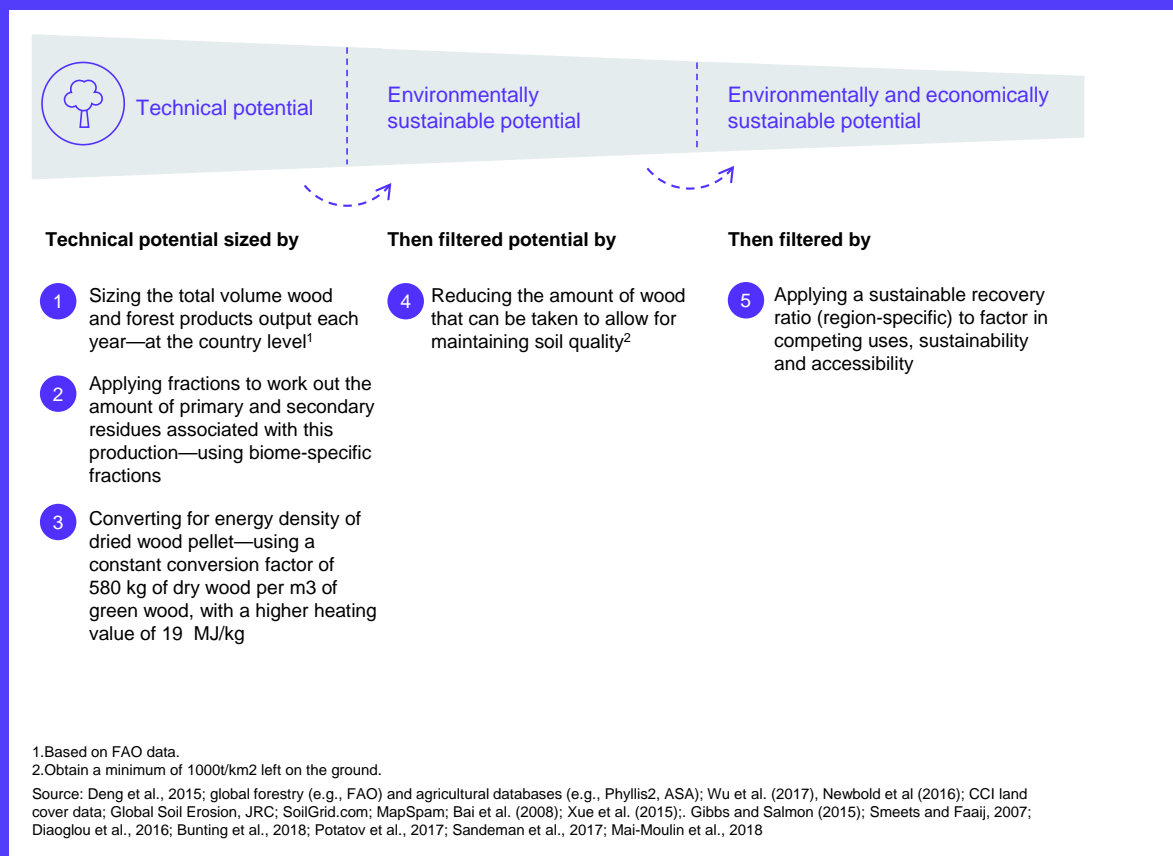 Technical potential
Environmentally
sustainable potential
Environmentally and economically
sustainable potential
Technical potential sized by
1
Sizing the total volume wood
and forest products output each
year—at the country level1
2
Applying fractions to work out the
amount of primary and secondary
residues associated with this
production—using biome-specific
fractions
3
Converting for energy density of
dried wood pellet—using a
constant conversion factor of
580 kg of dry wood per m3 of
green wood, with a higher heating
value of 19  MJ/kg
Then filtered potential by
4
Reducing the amount of wood
that can be taken to allow for
maintaining soil quality2
Then filtered by
5
Applying a sustainable recovery
ratio (region-specific) to factor in
competing uses, sustainability
and accessibility
1.Based on FAO data.
2.Obtain a minimum of 1000t/km2 left on the ground.
Source: Deng et al., 2015; global forestry (e.g., FAO) and agricultural databases (e.g., Phyllis2, ASA); Wu et al. (2017), Newbold et al (2016); CCI land
cover data; Global Soil Erosion, JRC; SoilGrid.com; MapSpam; Bai et al. (2008); Xue et al. (2015);. Gibbs and Salmon (2015); Smeets and Faaij, 2007;
Diaoglou et al., 2016; Bunting et al., 2018; Potatov et al., 2017; Sandeman et al., 2017; Mai-Moulin et al., 2018